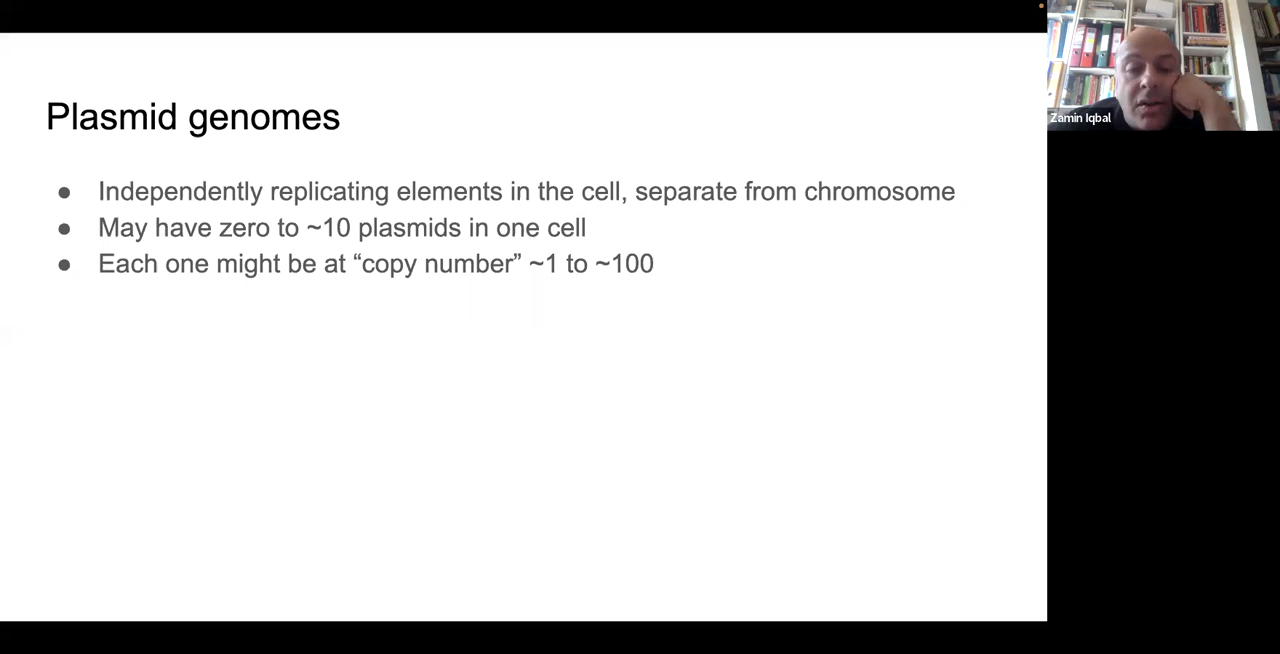 Plasmid genomes
● Independently replicating elements in the cell, separate from chromosome
● May have zero to ~10 plasmids in one cell
● Each one might be at “copy number” ~1 to ~100
Zamin Iqbal